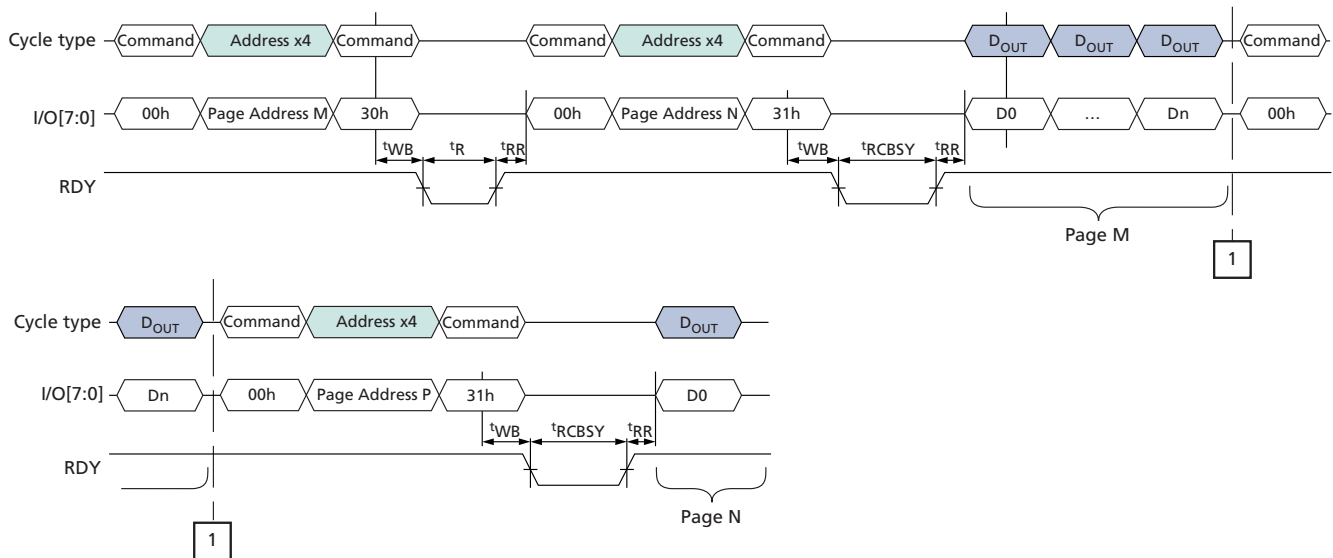 Cycle type Command Address x4 Command Command Address x4 Command DOUT DOUT DOUT Command
I/O[7:0] 00h Page Address M 30h 00h Page Address N 31h D0 … Dn 00h
tWB tR tRR tWB tRCBSY tRR
RDY
Page M
1
Cycle type DOUT Command Address x4 Command DOUT
I/O[7:0] Dn 00h Page Address P 31h D0
tWB tRCBSY tRR
RDY
Page N
1